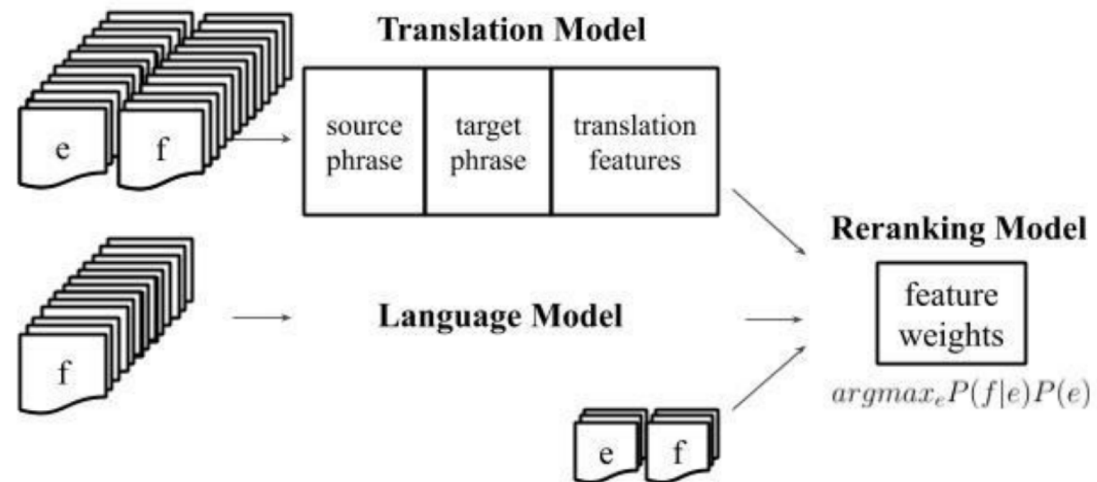 Translation Model
e
f
source phrase
target phrase
translation features
Reranking Model
feature weights
argmax_e P(f|e)P(e)
f
Language Model
e
f